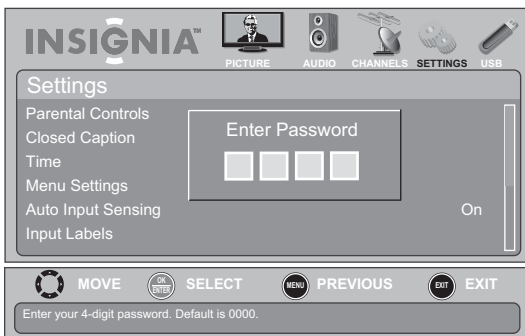 INSIGNIA™
PICTURE AUDIO CHANNELS SETTINGS USB
Settings
Parental Controls
Closed Caption
Time
Menu Settings
Auto Input Sensing On
Input Labels
Enter Password
MOVE OK ENTER SELECT MENU PREVIOUS EXIT EXIT
Enter your 4-digit password. Default is 0000.